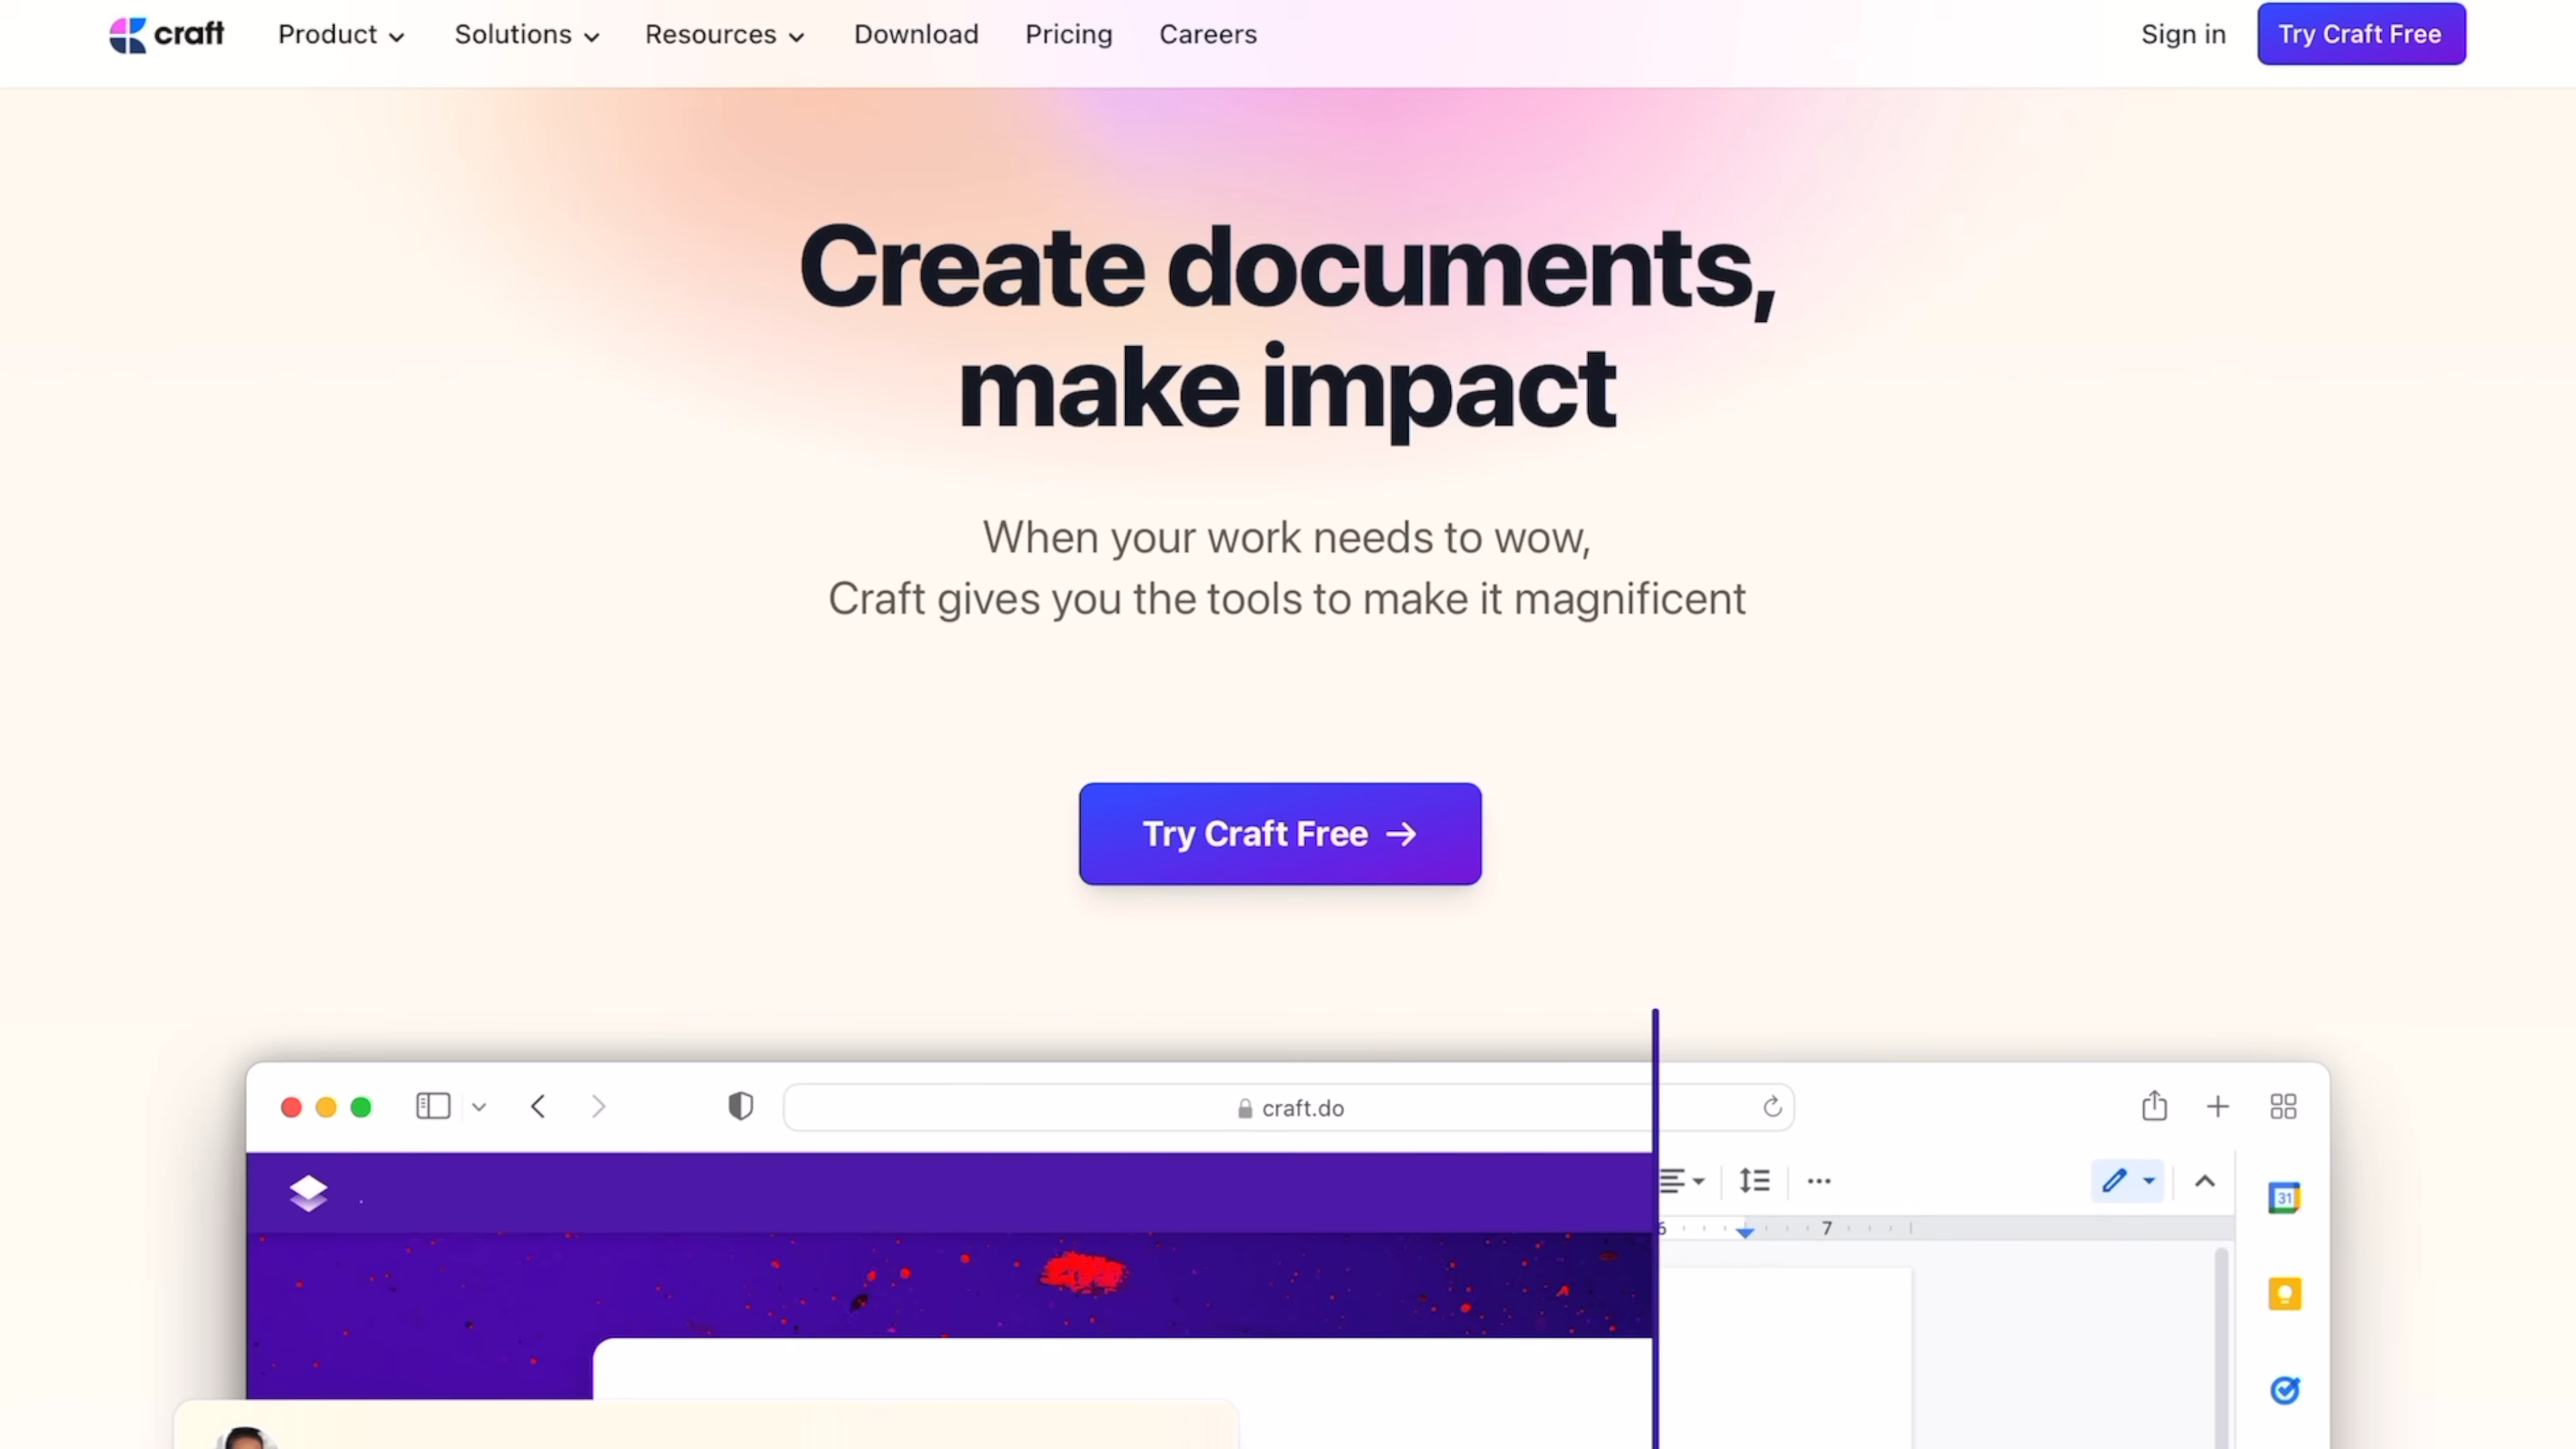 craft Product Solutions Resources Download Pricing Careers Sign in Try Craft Free
Create documents,
make impact
When your work needs to wow,
Craft gives you the tools to make it magnificent
Try Craft Free →
craft.do
6 7
31